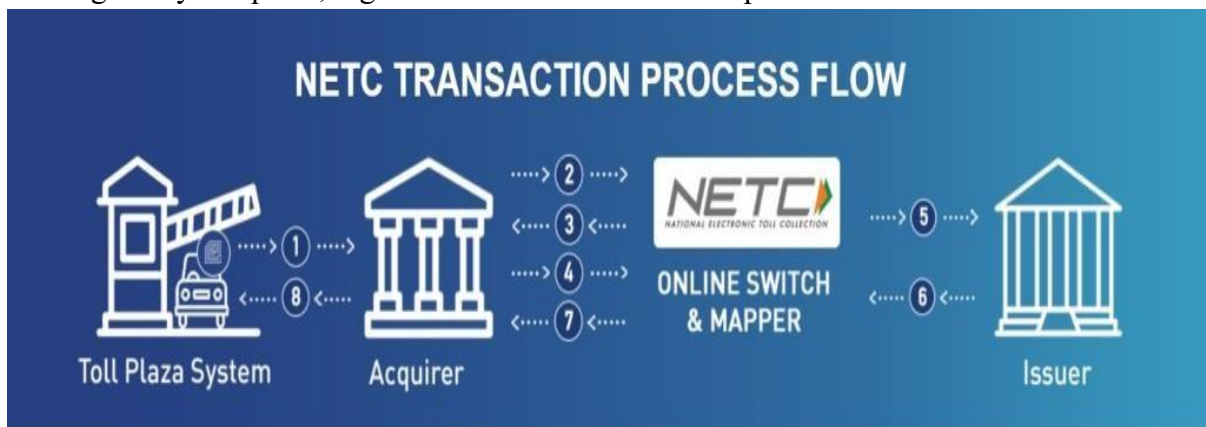 NETC TRANSACTION PROCESS FLOW
1
8
Toll Plaza System
Acquirer
2
3
4
7
NETC
NATIONAL ELECTRONIC TOLL COLLECTION
ONLINE SWITCH
& MAPPER
5
6
Issuer